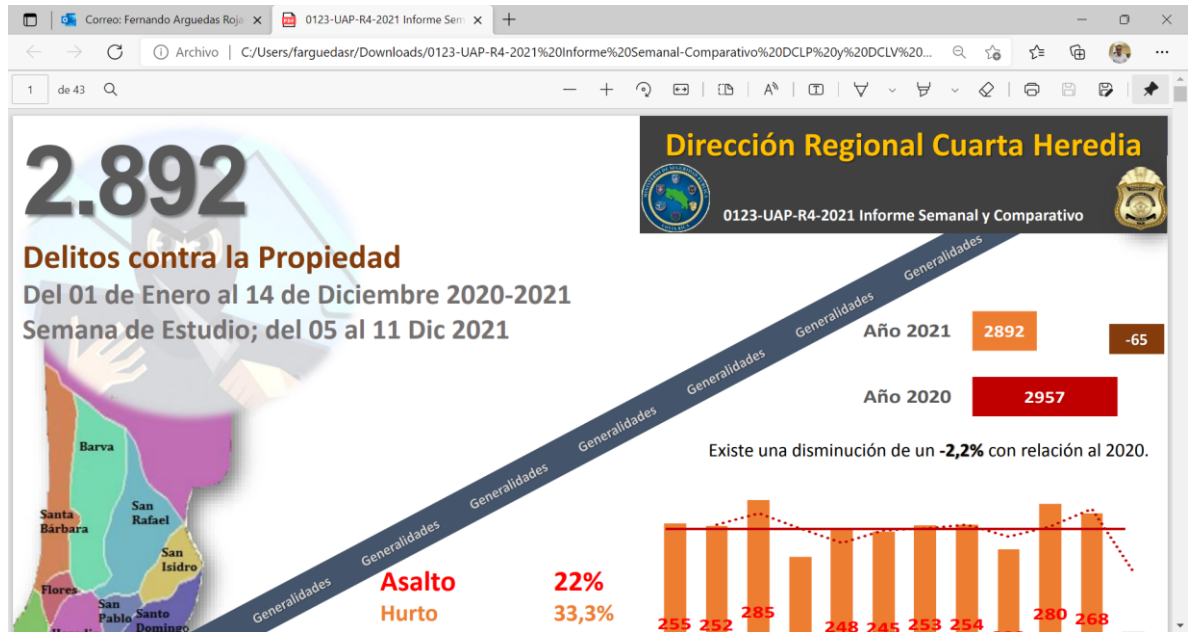 Correo: Fernando Arguedas Roja
0123-UAP-R4-2021 Informe Sem
Archivo | C:/Users/farguedasr/Downloads/0123-UAP-R4-2021%20Informe%20Semanal-Comparativo%20DCLP%20y%20DCLV%20...
1 de 43
2.892
Delitos contra la Propiedad
Del 01 de Enero al 14 de Diciembre 2020-2021
Semana de Estudio; del 05 al 11 Dic 2021
Dirección Regional Cuarta Heredia
0123-UAP-R4-2021 Informe Semanal y Comparativo
Generalidades
Generalidades
Generalidades
Generalidades
Generalidades
Generalidades
Generalidades
Año 2021 2892
-65
Año 2020 2957
Existe una disminución de un -2,2% con relación al 2020.
Barva
Santa
Bárbara
San
Rafael
San
Isidro
Flores
San
Pablo
Santo
Domingo
Asalto 22%
Hurto 33,3%
255 252 285 248 245 253 254 280 268